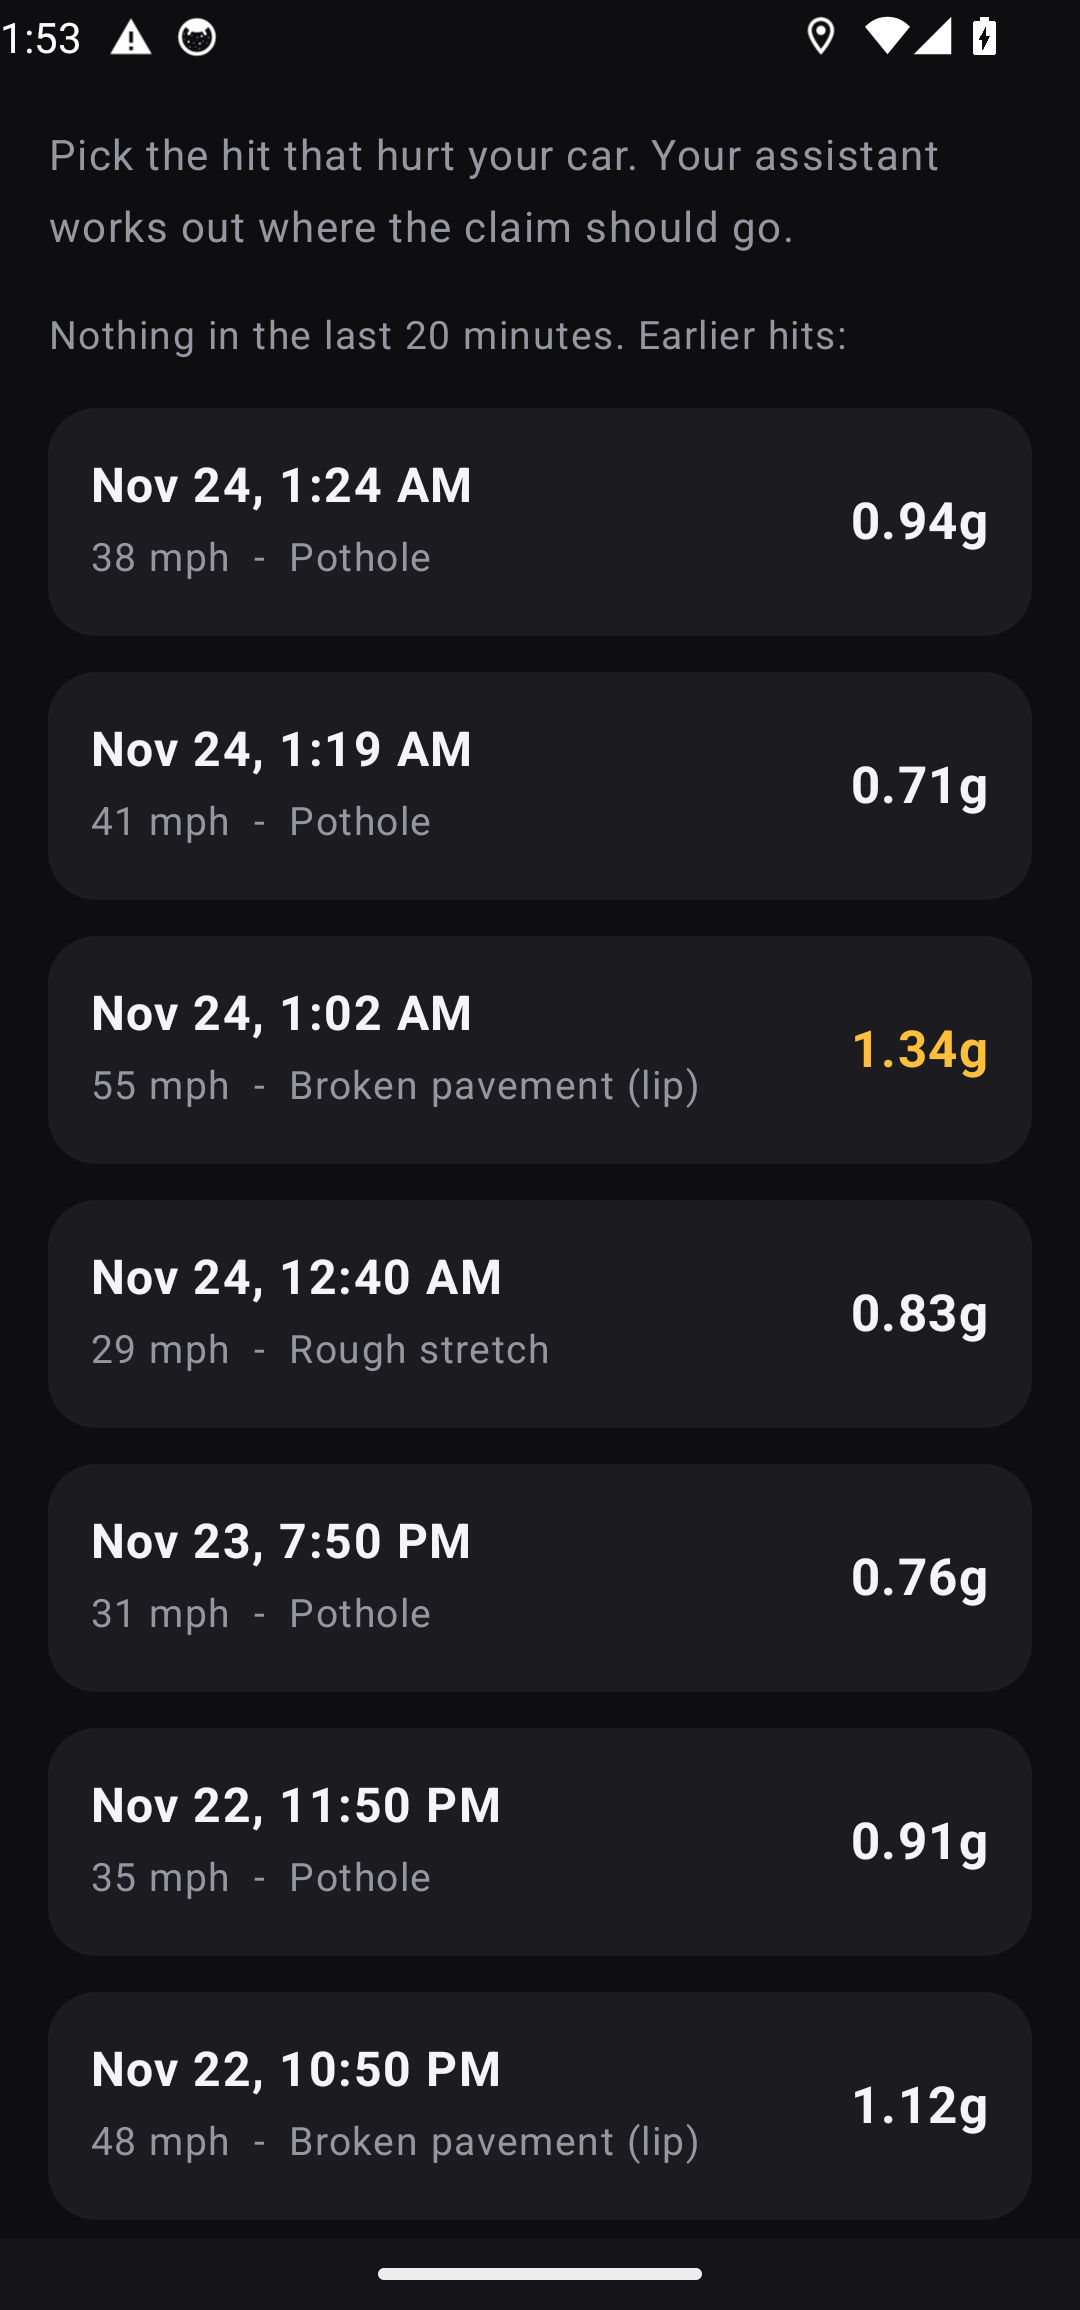 1:53
Pick the hit that hurt your car. Your assistant
works out where the claim should go.
Nothing in the last 20 minutes. Earlier hits:
Nov 24, 1:24 AM
38 mph - Pothole
0.94g
Nov 24, 1:19 AM
41 mph - Pothole
0.71g
Nov 24, 1:02 AM
55 mph - Broken pavement (lip)
1.34g
Nov 24, 12:40 AM
29 mph - Rough stretch
0.83g
Nov 23, 7:50 PM
31 mph - Pothole
0.76g
Nov 22, 11:50 PM
35 mph - Pothole
0.91g
Nov 22, 10:50 PM
48 mph - Broken pavement (lip)
1.12g